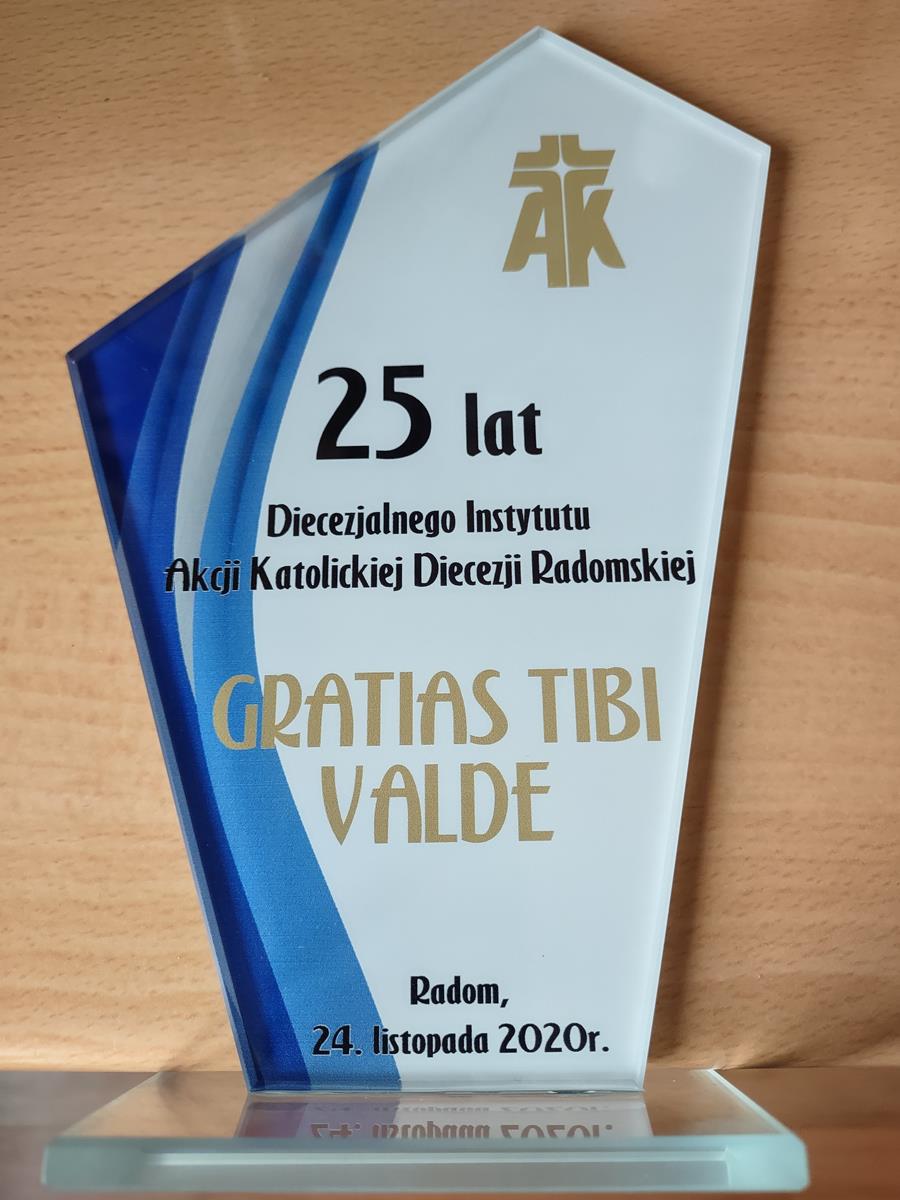 AK
25 lat
Diecezjalnego Instytutu
Akcji Katolickiej Diecezji Radomskiej
GRATIAS TIBI
VALDE
Radom,
24. listopada 2020r.